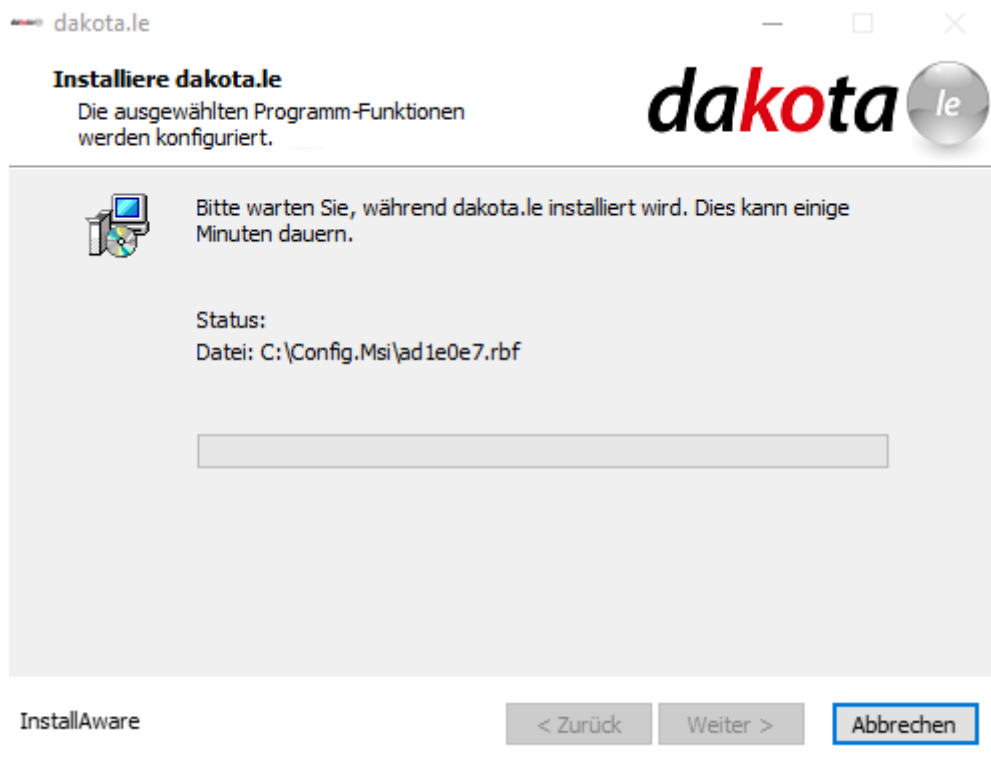 dakota.le
Installiere dakota.le
Die ausgewählten Programm-Funktionen
werden konfiguriert.
dakota le
Bitte warten Sie, während dakota.le installiert wird. Dies kann einige
Minuten dauern.
Status:
Datei: C:\Config.Msi\ad1e0e7.rbf
InstallAware
< Zurück
Weiter >
Abbrechen